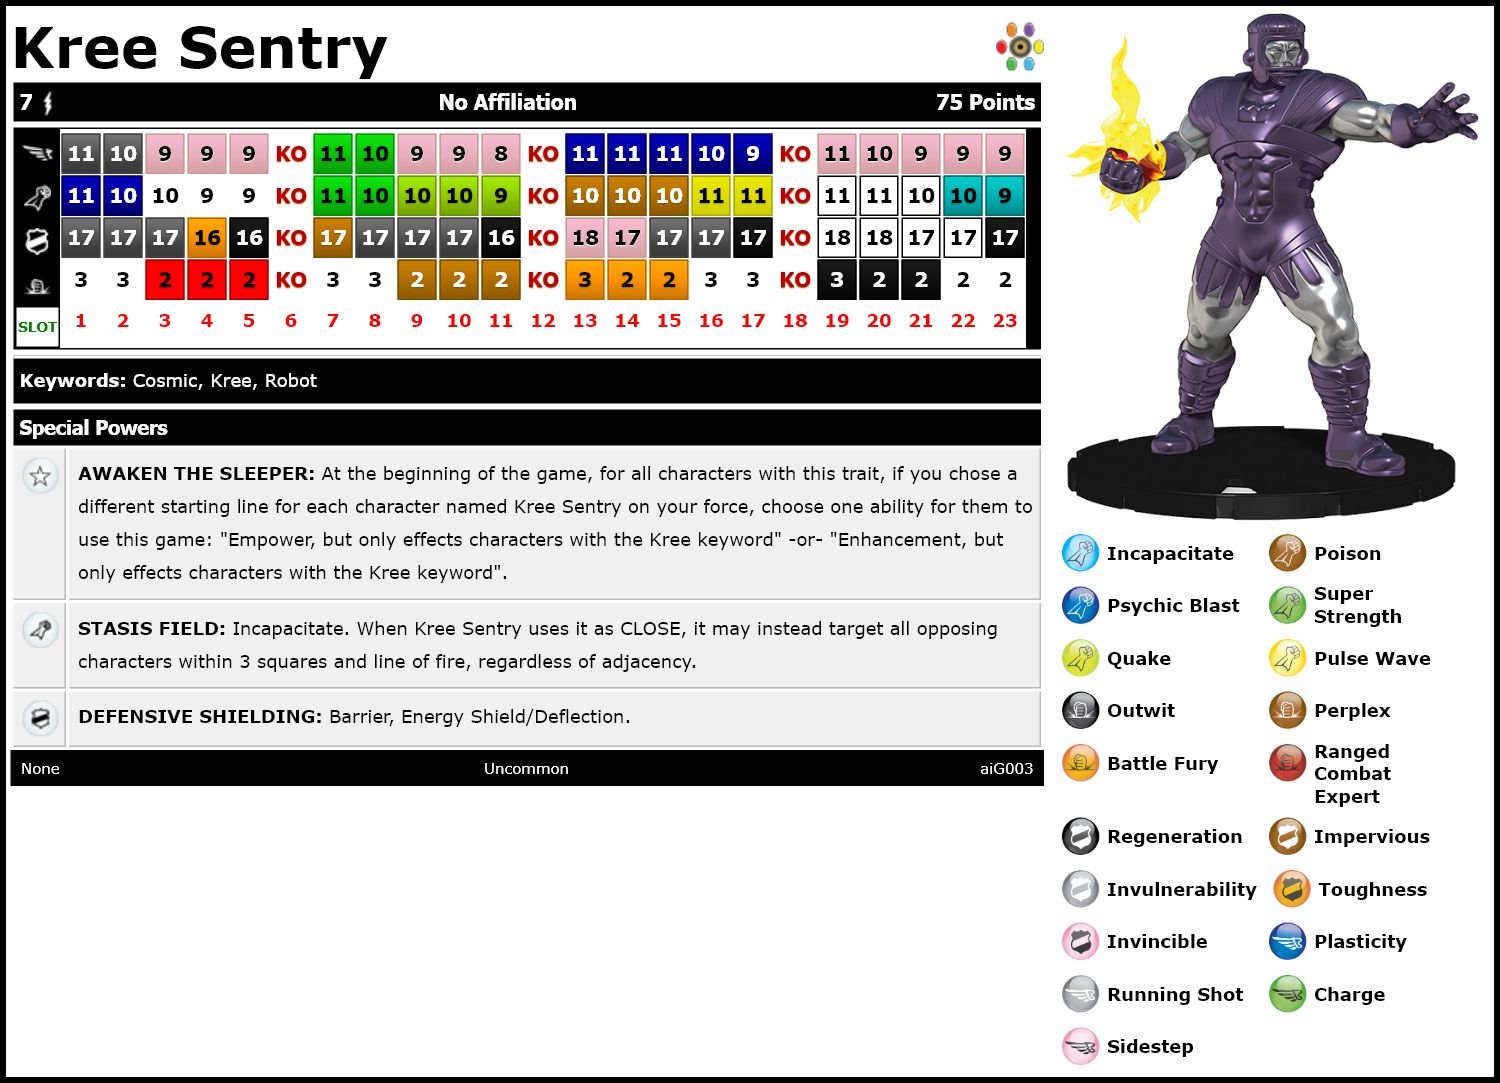 Kree Sentry
7 No Affiliation 75 Points
11 10 9 9 9 KO 11 10 9 9 8 KO 11 11 11 10 9 KO 11 10 9 9 9
11 10 10 9 9 KO 11 10 10 10 9 KO 10 10 10 11 11 KO 11 11 10 10 9
17 17 17 16 16 KO 17 17 17 17 16 KO 18 17 17 17 17 KO 18 18 17 17 17
3 3 2 2 2 KO 3 3 2 2 2 KO 3 2 2 3 3 KO 3 2 2 2 2
SLOT 1 2 3 4 5 6 7 8 9 10 11 12 13 14 15 16 17 18 19 20 21 22 23
Keywords: Cosmic, Kree, Robot
Special Powers
AWAKEN THE SLEEPER: At the beginning of the game, for all characters with this trait, if you chose a
different starting line for each character named Kree Sentry on your force, choose one ability for them to
use this game: "Empower, but only effects characters with the Kree keyword" -or- "Enhancement, but
only effects characters with the Kree keyword".
STASIS FIELD: Incapacitate. When Kree Sentry uses it as CLOSE, it may instead target all opposing
characters within 3 squares and line of fire, regardless of adjacency.
DEFENSIVE SHIELDING: Barrier, Energy Shield/Deflection.
None Uncommon aiG003
Incapacitate Poison
Psychic Blast Super
Strength
Quake Pulse Wave
Outwit Perplex
Battle Fury Ranged
Combat
Expert
Regeneration Impervious
Invulnerability Toughness
Invincible Plasticity
Running Shot Charge
Sidestep